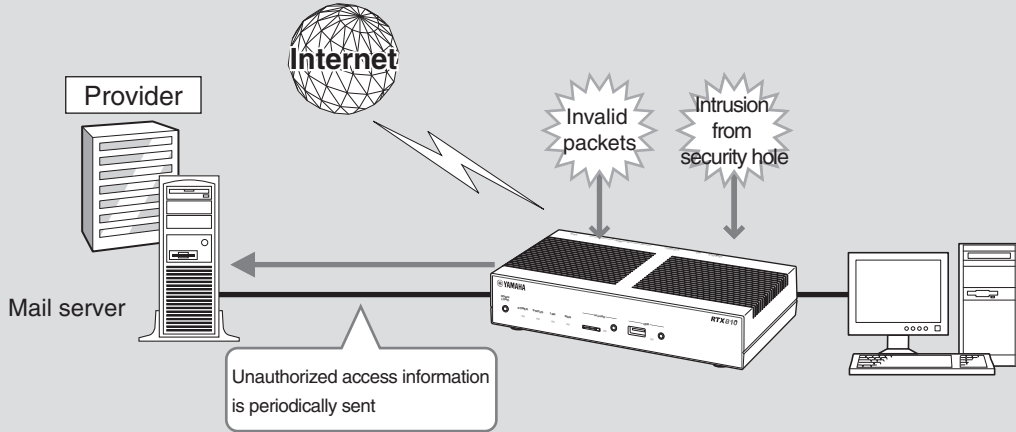 Internet
Provider
Invalid
packets
Intrusion
from
security hole
YAMAHA
RTX810
Mail server
Unauthorized access information
is periodically sent